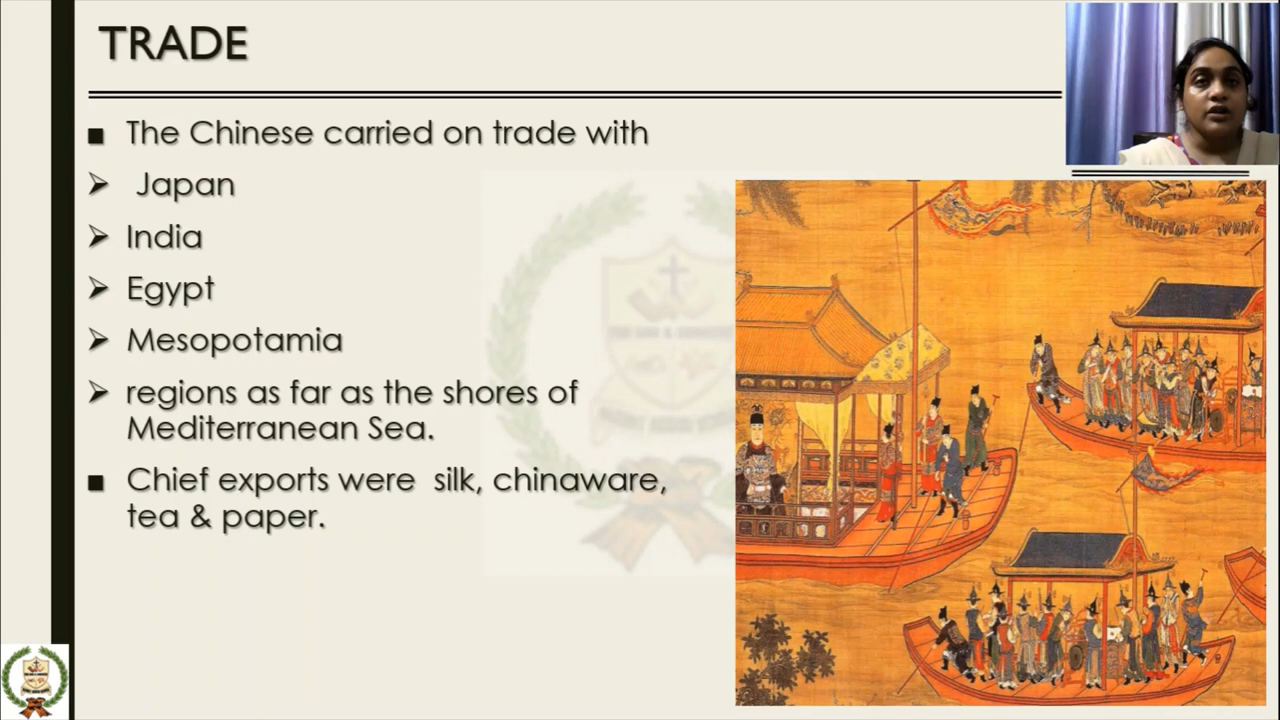 TRADE
■ The Chinese carried on trade with
➢ Japan
➢ India
➢ Egypt
➢ Mesopotamia
➢ regions as far as the shores of
Mediterranean Sea.
■ Chief exports were silk, chinaware,
tea & paper.